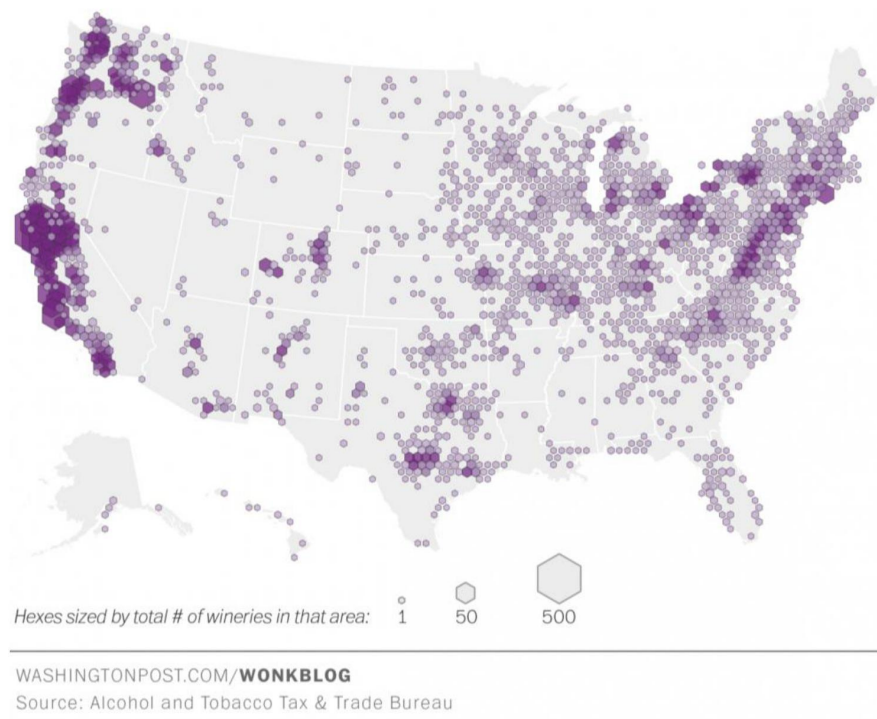 Hexes sized by total # of wineries in that area: 1 50 500
WASHINGTONPOST.COM/WONKBLOG
Source: Alcohol and Tobacco Tax & Trade Bureau